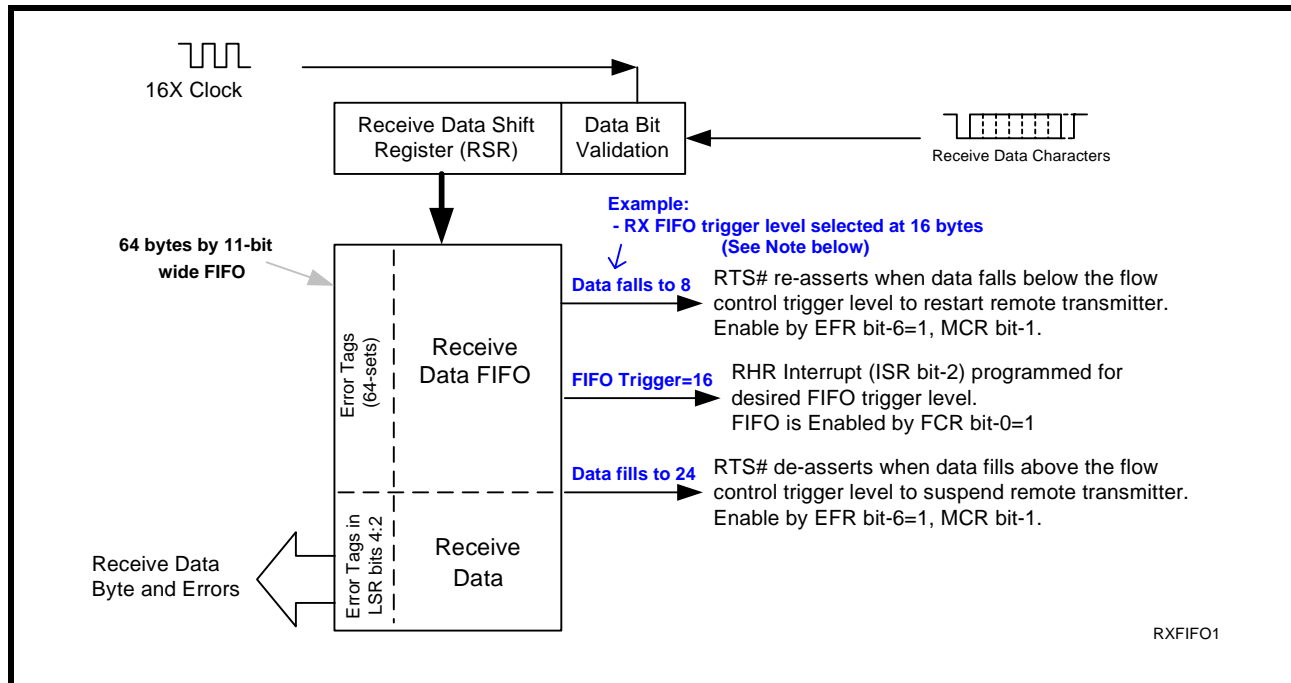 16X Clock
Receive Data Shift
Register (RSR)
Data Bit
Validation
Receive Data Characters
Example:
- RX FIFO trigger level selected at 16 bytes
(See Note below)
64 bytes by 11-bit
wide FIFO
Data falls to 8
RTS# re-asserts when data falls below the flow
control trigger level to restart remote transmitter.
Enable by EFR bit-6=1, MCR bit-1.
Error Tags
(64-sets)
Receive
Data FIFO
FIFO Trigger=16
RHR Interrupt (ISR bit-2) programmed for
desired FIFO trigger level.
FIFO is Enabled by FCR bit-0=1
Data fills to 24
RTS# de-asserts when data fills above the flow
control trigger level to suspend remote transmitter.
Enable by EFR bit-6=1, MCR bit-1.
Receive Data
Byte and Errors
Error Tags in
LSR bits 4:2
Receive
Data
RXFIFO1